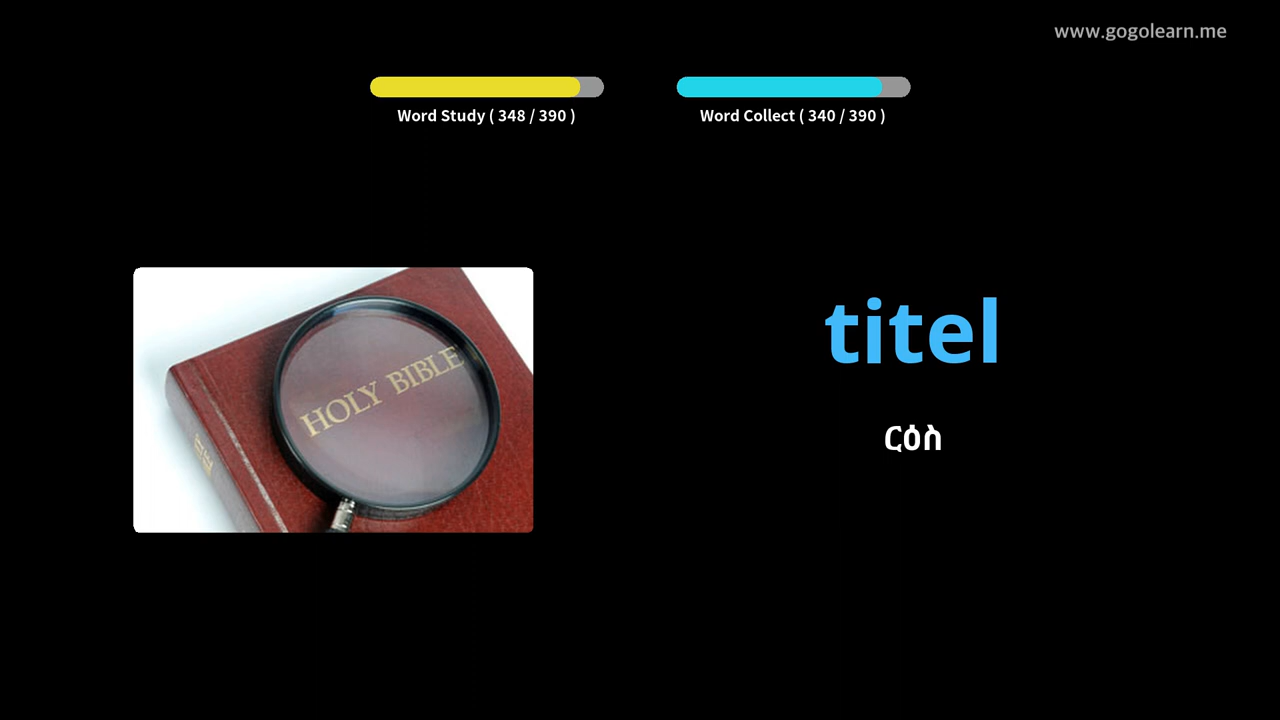 www.gogolearn.me
Word Study ( 348 / 390 )
Word Collect ( 340 / 390 )
HOLY BIBLE
titel
ርዕስ